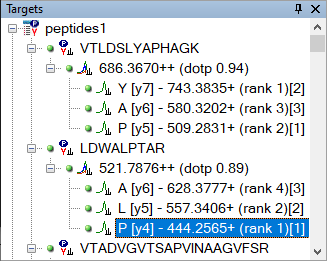 Targets
peptides1
VTLDSLYAPHAGK
686.3670++ (dotp 0.94)
Y [y7] - 743.3835+ (rank 1)[2]
A [y6] - 580.3202+ (rank 3)[3]
P [y5] - 509.2831+ (rank 2)[1]
LDWALPTAR
521.7876++ (dotp 0.89)
A [y6] - 628.3777+ (rank 4)[3]
L [y5] - 557.3406+ (rank 2)[2]
P [y4] - 444.2565+ (rank 1)[1]
VTADVGVTSAPVINAAGVFSR